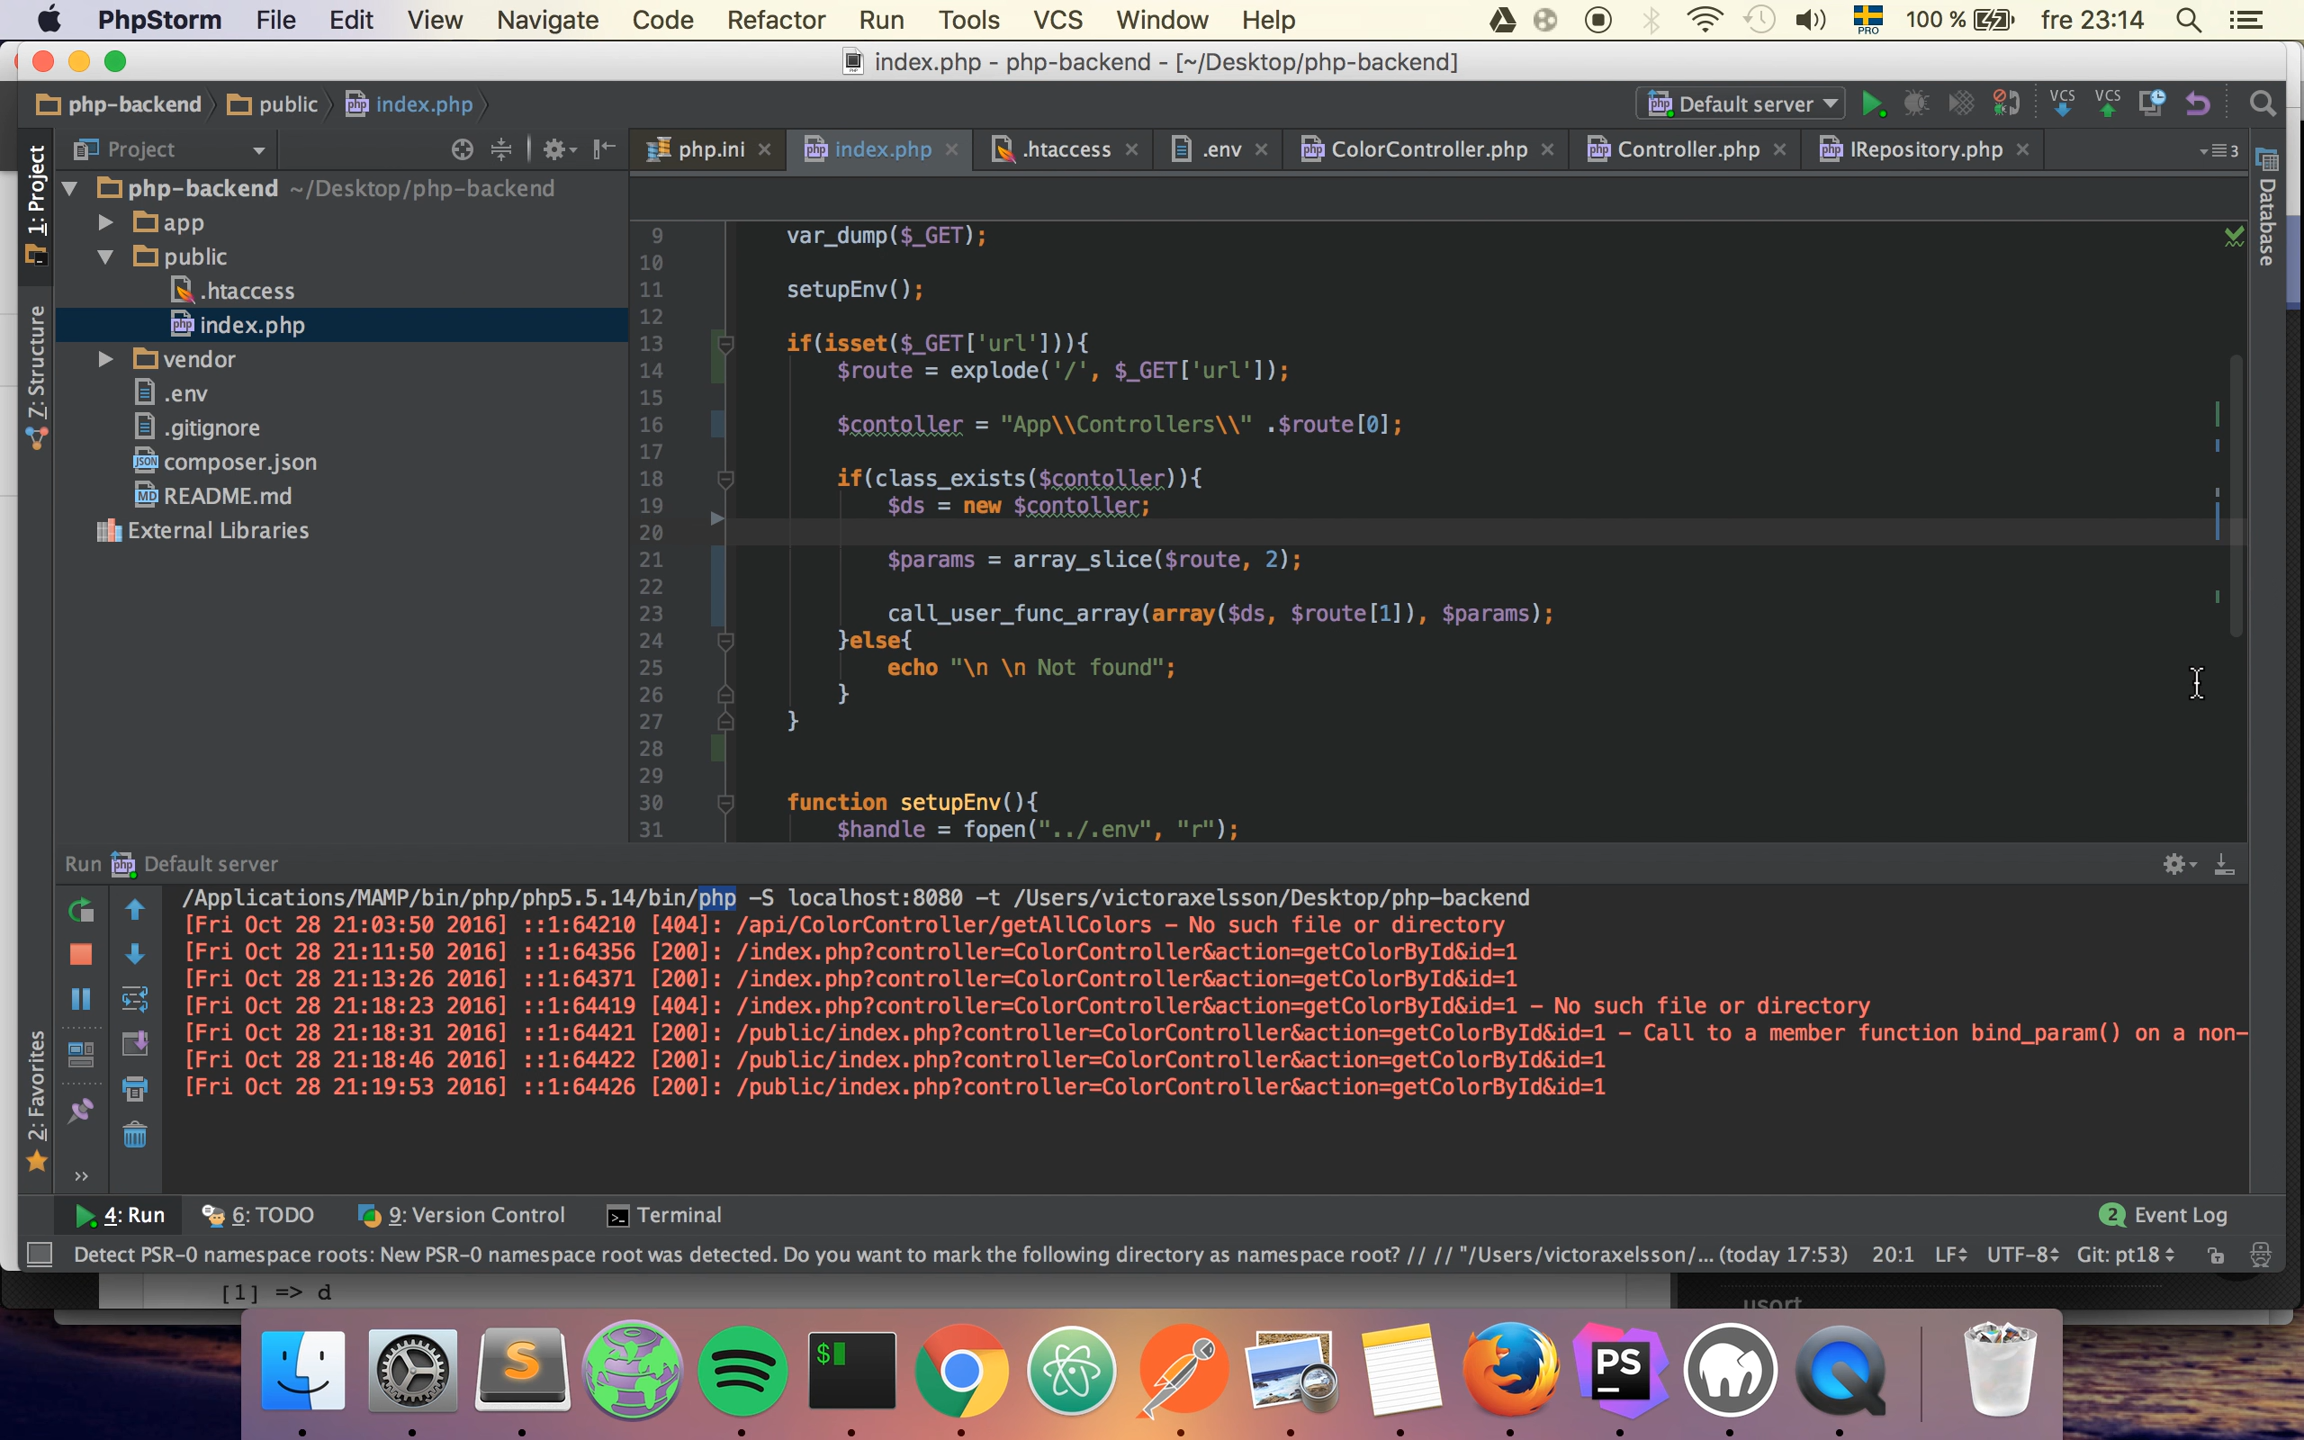 PhpStorm File Edit View Navigate Code Refactor Run Tools VCS Window Help PRO 100 % fre 23:14
index.php - php-backend - [~/Desktop/php-backend]
php-backend public index.php Default server VCS VCS
1: Project
Project
php.ini index.php .htaccess .env ColorController.php Controller.php IRepository.php 3
Database
php-backend ~/Desktop/php-backend
app
public
.htaccess
index.php
vendor
.env
.gitignore
composer.json
README.md
External Libraries
7: Structure
9 var_dump($_GET);
10
11 setupEnv();
12
13 if(isset($_GET['url'])){
14 $route = explode('/', $_GET['url']);
15
16 $contoller = "App\\Controllers\\" .$route[0];
17
18 if(class_exists($contoller)){
19 $ds = new $contoller;
20
21 $params = array_slice($route, 2);
22
23 call_user_func_array(array($ds, $route[1]), $params);
24 }else{
25 echo "\n \n Not found";
26 }
27 }
28
29
30 function setupEnv(){
31 $handle = fopen("../.env", "r");
Run Default server
/Applications/MAMP/bin/php/php5.5.14/bin/php -S localhost:8080 -t /Users/victoraxelsson/Desktop/php-backend
[Fri Oct 28 21:03:50 2016] ::1:64210 [404]: /api/ColorController/getAllColors - No such file or directory
[Fri Oct 28 21:11:50 2016] ::1:64356 [200]: /index.php?controller=ColorController&action=getColorById&id=1
[Fri Oct 28 21:13:26 2016] ::1:64371 [200]: /index.php?controller=ColorController&action=getColorById&id=1
[Fri Oct 28 21:18:23 2016] ::1:64419 [404]: /index.php?controller=ColorController&action=getColorById&id=1 - No such file or directory
[Fri Oct 28 21:18:31 2016] ::1:64421 [200]: /public/index.php?controller=ColorController&action=getColorById&id=1 - Call to a member function bind_param() on a non-
[Fri Oct 28 21:18:46 2016] ::1:64422 [200]: /public/index.php?controller=ColorController&action=getColorById&id=1
[Fri Oct 28 21:19:53 2016] ::1:64426 [200]: /public/index.php?controller=ColorController&action=getColorById&id=1
2: Favorites
4: Run 6: TODO 9: Version Control Terminal 2 Event Log
Detect PSR-0 namespace roots: New PSR-0 namespace root was detected. Do you want to mark the following directory as namespace root? // // "/Users/victoraxelsson/... (today 17:53) 20:1 LF UTF-8 Git: pt18
[1] => d
usort
S $ PS